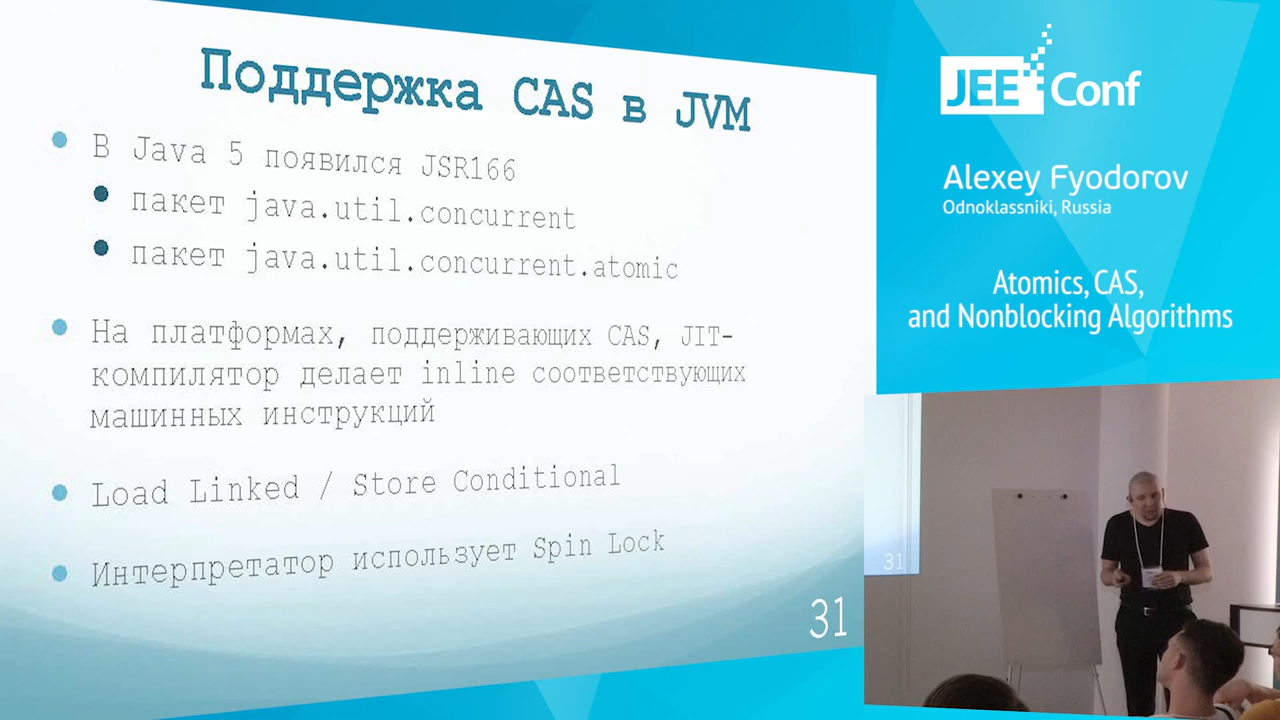 Поддержка CAS в JVM
В Java 5 появился JSR166
пакет java.util.concurrent
пакет java.util.concurrent.atomic
На платформах, поддерживающих CAS, JIT-
компилятор делает inline соответствующих
машинных инструкций
Load Linked / Store Conditional
Интерпретатор использует Spin Lock
31
JEE Conf
Alexey Fyodorov
Odnoklassniki, Russia
Atomics, CAS,
and Nonblocking Algorithms
31